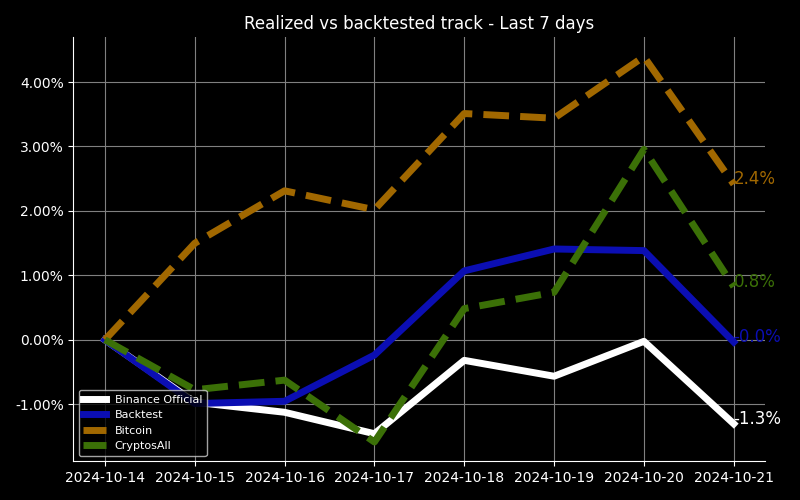 Realized vs backtested track - Last 7 days
4.00%
3.00%
2.00%
1.00%
0.00%
-1.00%
2.4%
0.8%
-0.0%
-1.3%
Binance Official
Backtest
Bitcoin
CryptosAll
2024-10-14 2024-10-15 2024-10-16 2024-10-17 2024-10-18 2024-10-19 2024-10-20 2024-10-21